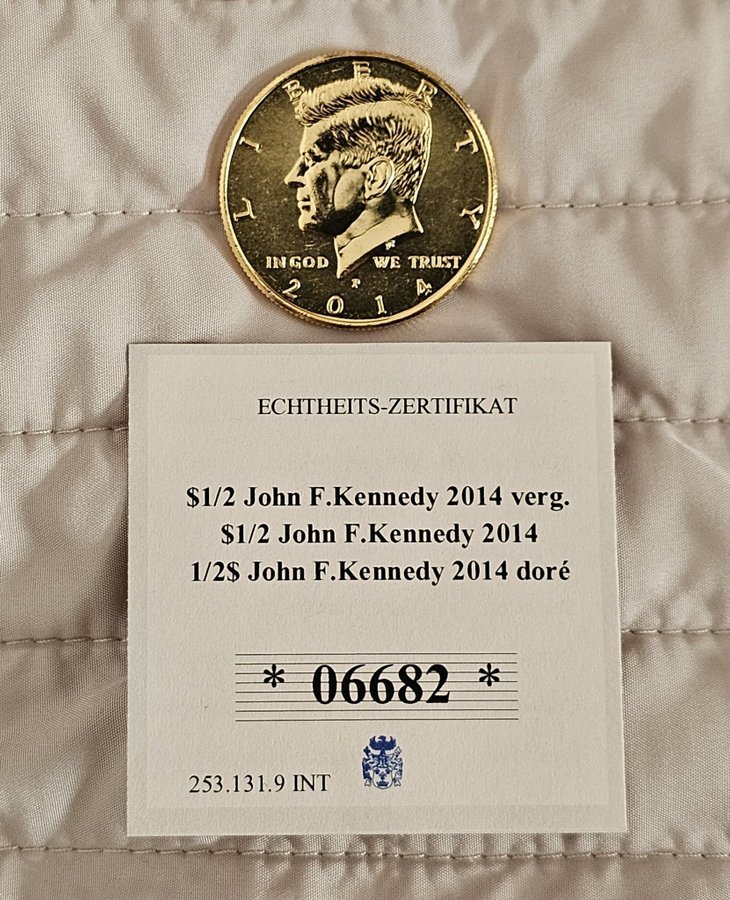 LIBERTY
IN GOD WE TRUST
P
2014
ECHTHEITS-ZERTIFIKAT
$1/2 John F.Kennedy 2014 verg.
$1/2 John F.Kennedy 2014
1/2$ John F.Kennedy 2014 doré
* 06682 *
253.131.9 INT